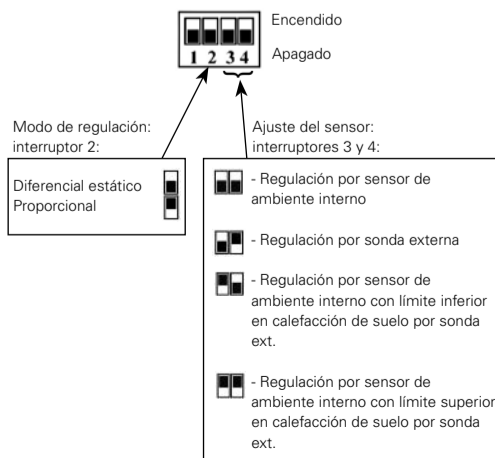 Encendido
Apagado
1 2 3 4
Modo de regulación:
interruptor 2:
Diferencial estático
Proporcional
Ajuste del sensor:
interruptores 3 y 4:
- Regulación por sensor de
ambiente interno
- Regulación por sonda externa
- Regulación por sensor de
ambiente interno con límite inferior
en calefacción de suelo por sonda
ext.
- Regulación por sensor de
ambiente interno con límite superior
en calefacción de suelo por sonda
ext.